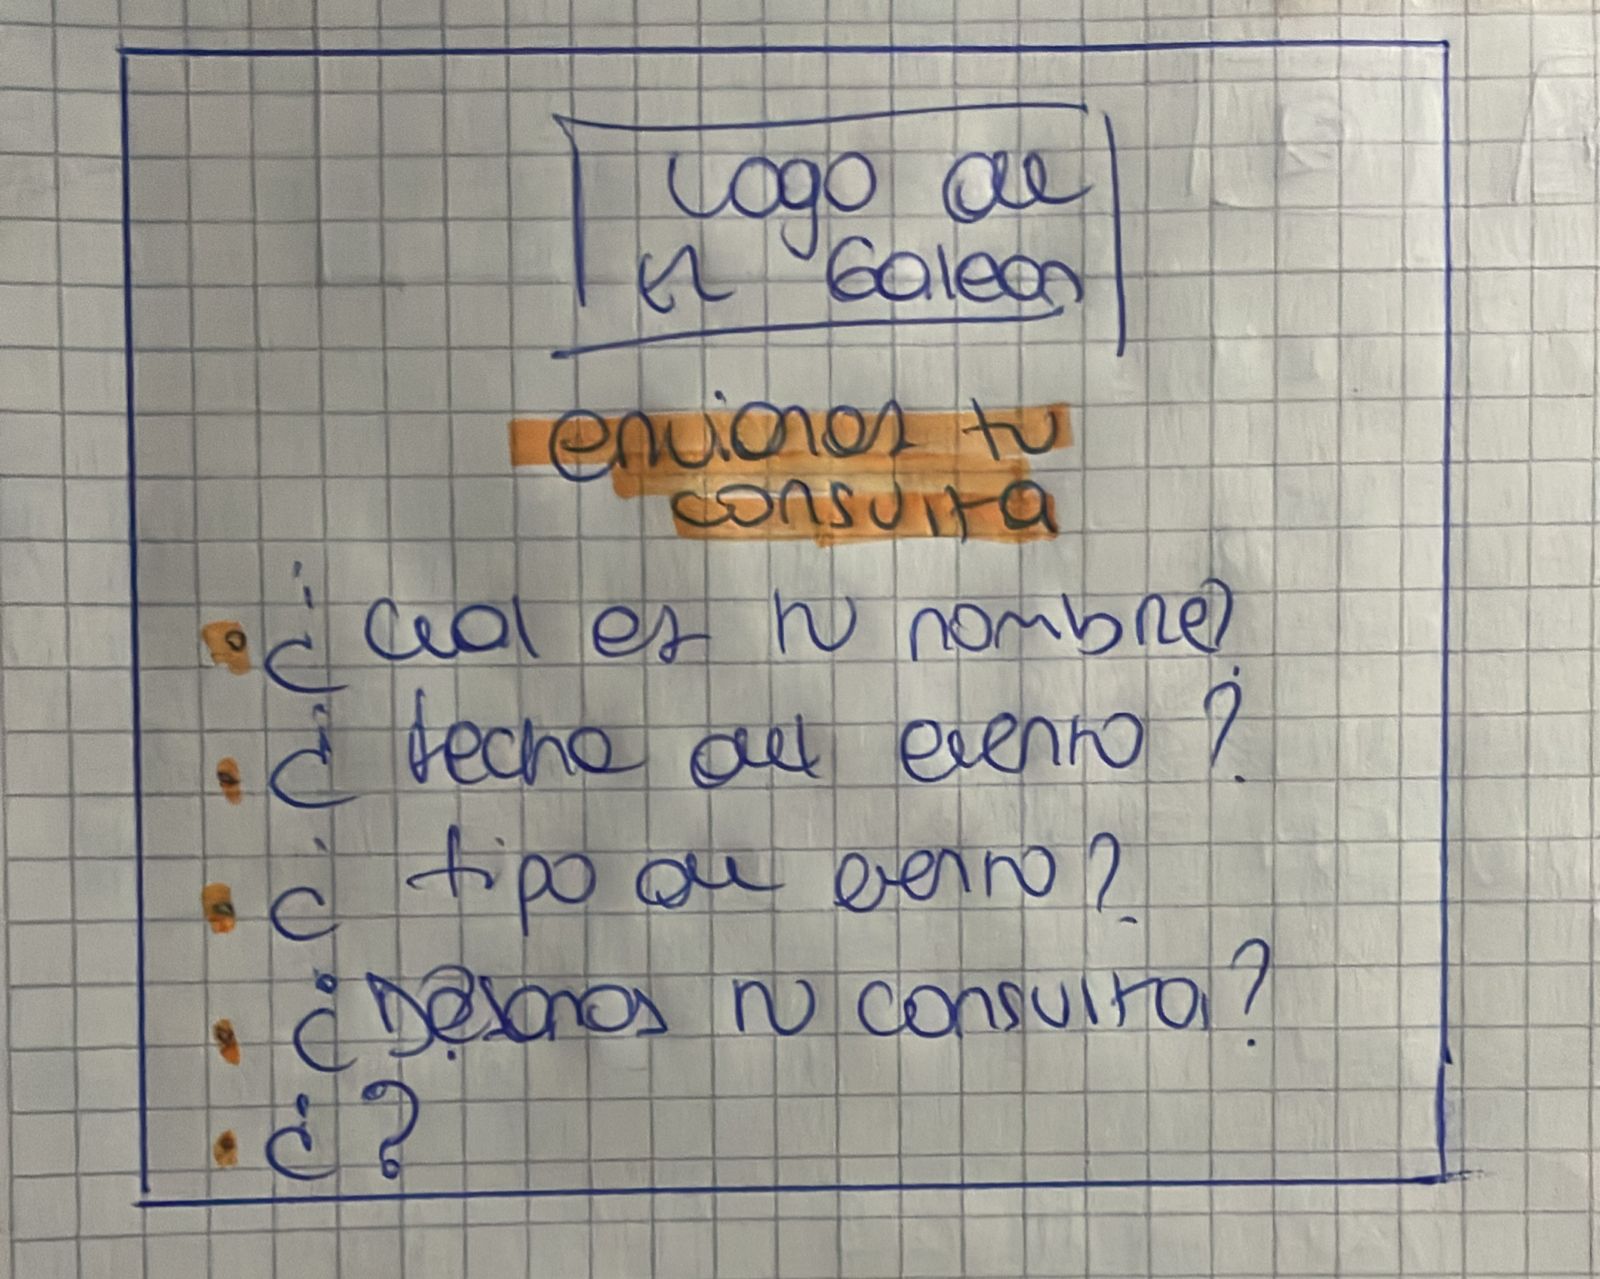 Logo de
El Galeon
envianos tu
consulta
¿Cual es tu nombre?
¿fecha del evento?
¿tipo de evento?
¿Dejanos tu consulta?
¿?